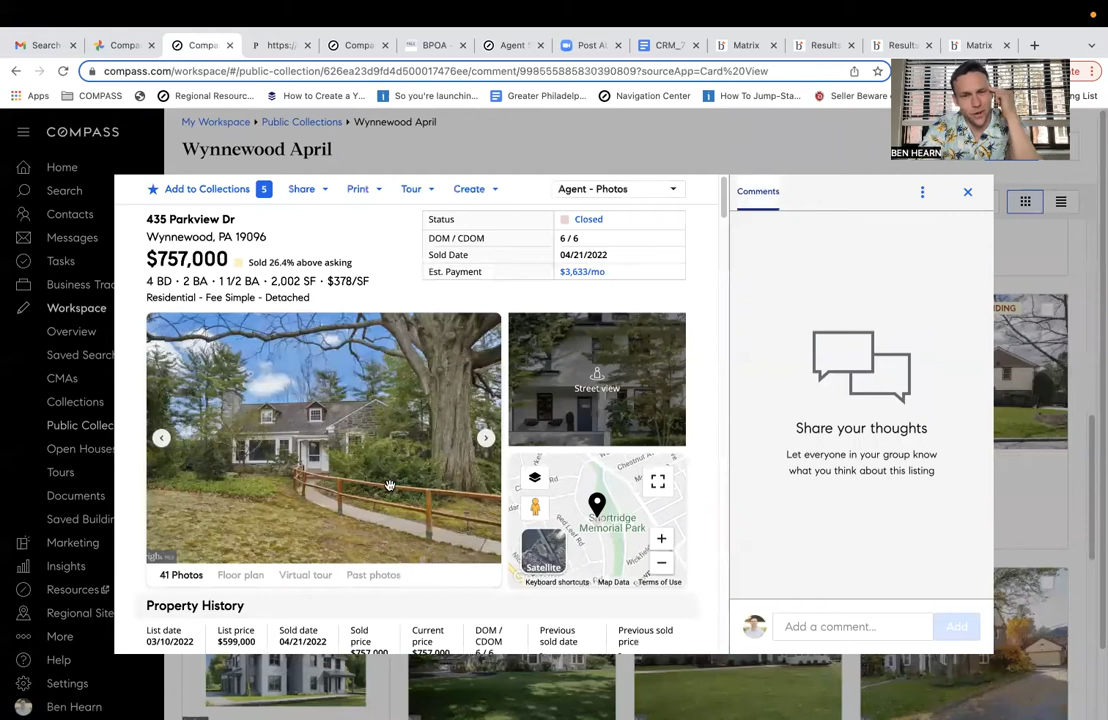 Search
Compa
Compa
https:/
Compa
BPOA -
Agent S
Post AL
CRM_7
Matrix
Results
Results
Matrix
compass.com/workspace/#/public-collection/626ea23d9fd4d500017476ee/comment/998555885830390809?sourceApp=Card%20View
Apps
COMPASS
Regional Resourc...
How to Create a Y...
So you're launchin...
Greater Philadelp...
Navigation Center
How To Jump-Sta...
Seller Beware
ng List
BEN HEARN
COMPASS
Home
Search
Contacts
Messages
Tasks
Business Trac
Workspace
Overview
Saved Searc
CMAs
Collections
Public Collec
Open Houses
Tours
Documents
Saved Buildin
Marketing
Insights
Resources
Regional Site
More
Help
Settings
Ben Hearn
My Workspace > Public Collections > Wynnewood April
Wynnewood April
Add to Collections 5
Share
Print
Tour
Create
Agent - Photos
435 Parkview Dr
Wynnewood, PA 19096
$757,000 Sold 26.4% above asking
4 BD · 2 BA · 1 1/2 BA · 2,002 SF · $378/SF
Residential - Fee Simple - Detached
Status Closed
DOM / CDOM 6 / 6
Sold Date 04/21/2022
Est. Payment $3,633/mo
Street view
Shortridge
Memorial Park
Satellite
Keyboard shortcuts Map Data Terms of Use
41 Photos Floor plan Virtual tour Past photos
Property History
List date
03/10/2022
List price
$599,000
Sold date
04/21/2022
Sold
price
$757,000
Current
price
$757,000
DOM /
CDOM
6 / 6
Previous
sold date
Previous sold
price
Comments
Share your thoughts
Let everyone in your group know
what you think about this listing
Add a comment...
Add
NDING